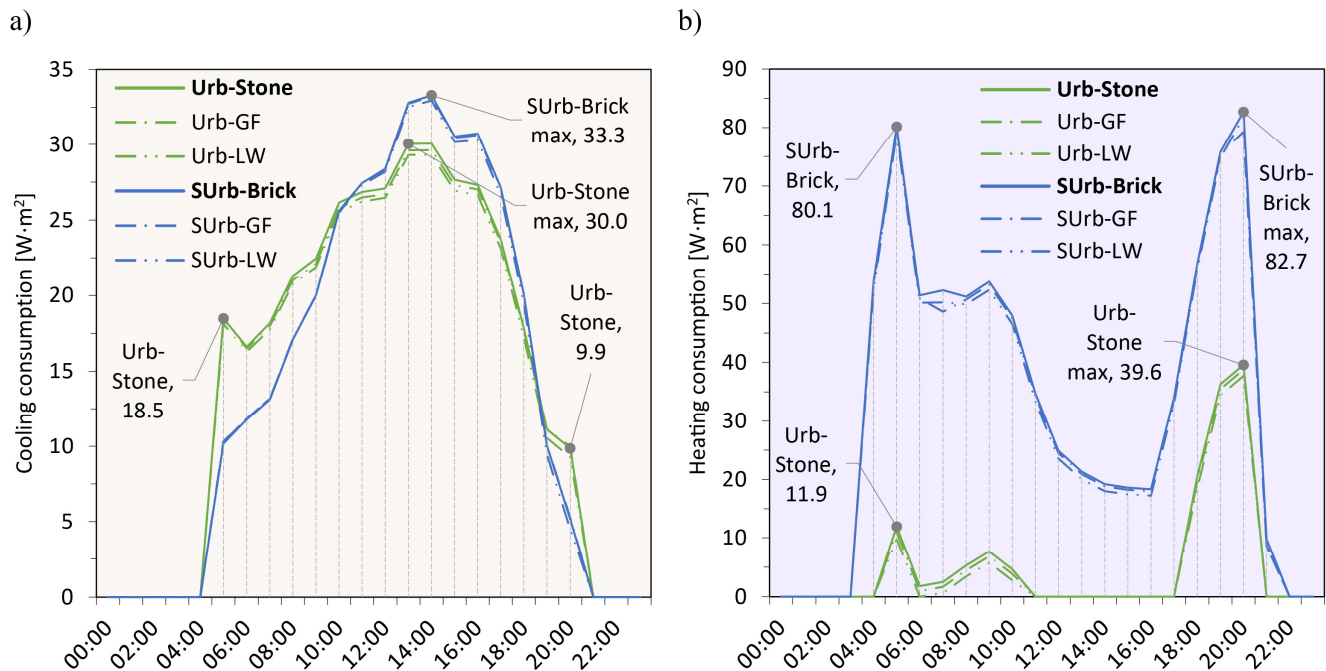 a)
35
30
25
20
15
10
5
0
Cooling consumption [W·m²]
Urb-Stone
Urb-GF
Urb-LW
SUrb-Brick
SUrb-GF
SUrb-LW
SUrb-Brick
max, 33.3
Urb-Stone
max, 30.0
Urb-
Stone,
9.9
Urb-
Stone,
18.5
00:00
02:00
04:00
06:00
08:00
10:00
12:00
14:00
16:00
18:00
20:00
22:00
b)
90
80
70
60
50
40
30
20
10
0
Heating consumption [W·m²]
Urb-Stone
Urb-GF
Urb-LW
SUrb-Brick
SUrb-GF
SUrb-LW
SUrb-
Brick,
80.1
SUrb-
Brick
max,
82.7
Urb-
Stone
max, 39.6
Urb-
Stone,
11.9
00:00
02:00
04:00
06:00
08:00
10:00
12:00
14:00
16:00
18:00
20:00
22:00